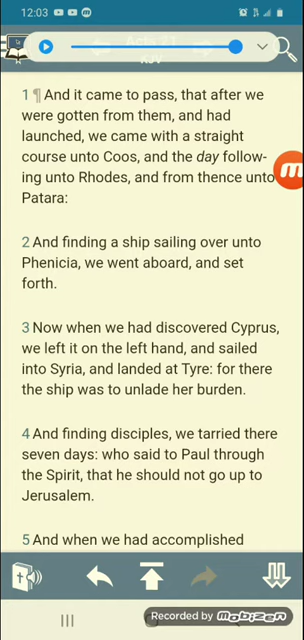 12:03
1 ¶ And it came to pass, that after we
were gotten from them, and had
launched, we came with a straight
course unto Coos, and the day follow-
ing unto Rhodes, and from thence unto
Patara:
2 And finding a ship sailing over unto
Phenicia, we went aboard, and set
forth.
3 Now when we had discovered Cyprus,
we left it on the left hand, and sailed
into Syria, and landed at Tyre: for there
the ship was to unlade her burden.
4 And finding disciples, we tarried there
seven days: who said to Paul through
the Spirit, that he should not go up to
Jerusalem.
5 And when we had accomplished
Recorded by Mobizen